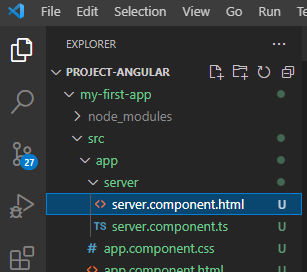 File Edit Selection View Go Run Te
EXPLORER
PROJECT-ANGULAR
my-first-app
node_modules
src
app
server
server.component.html U
server.component.ts U
app.component.css U
app.component.html U
27
TS
#